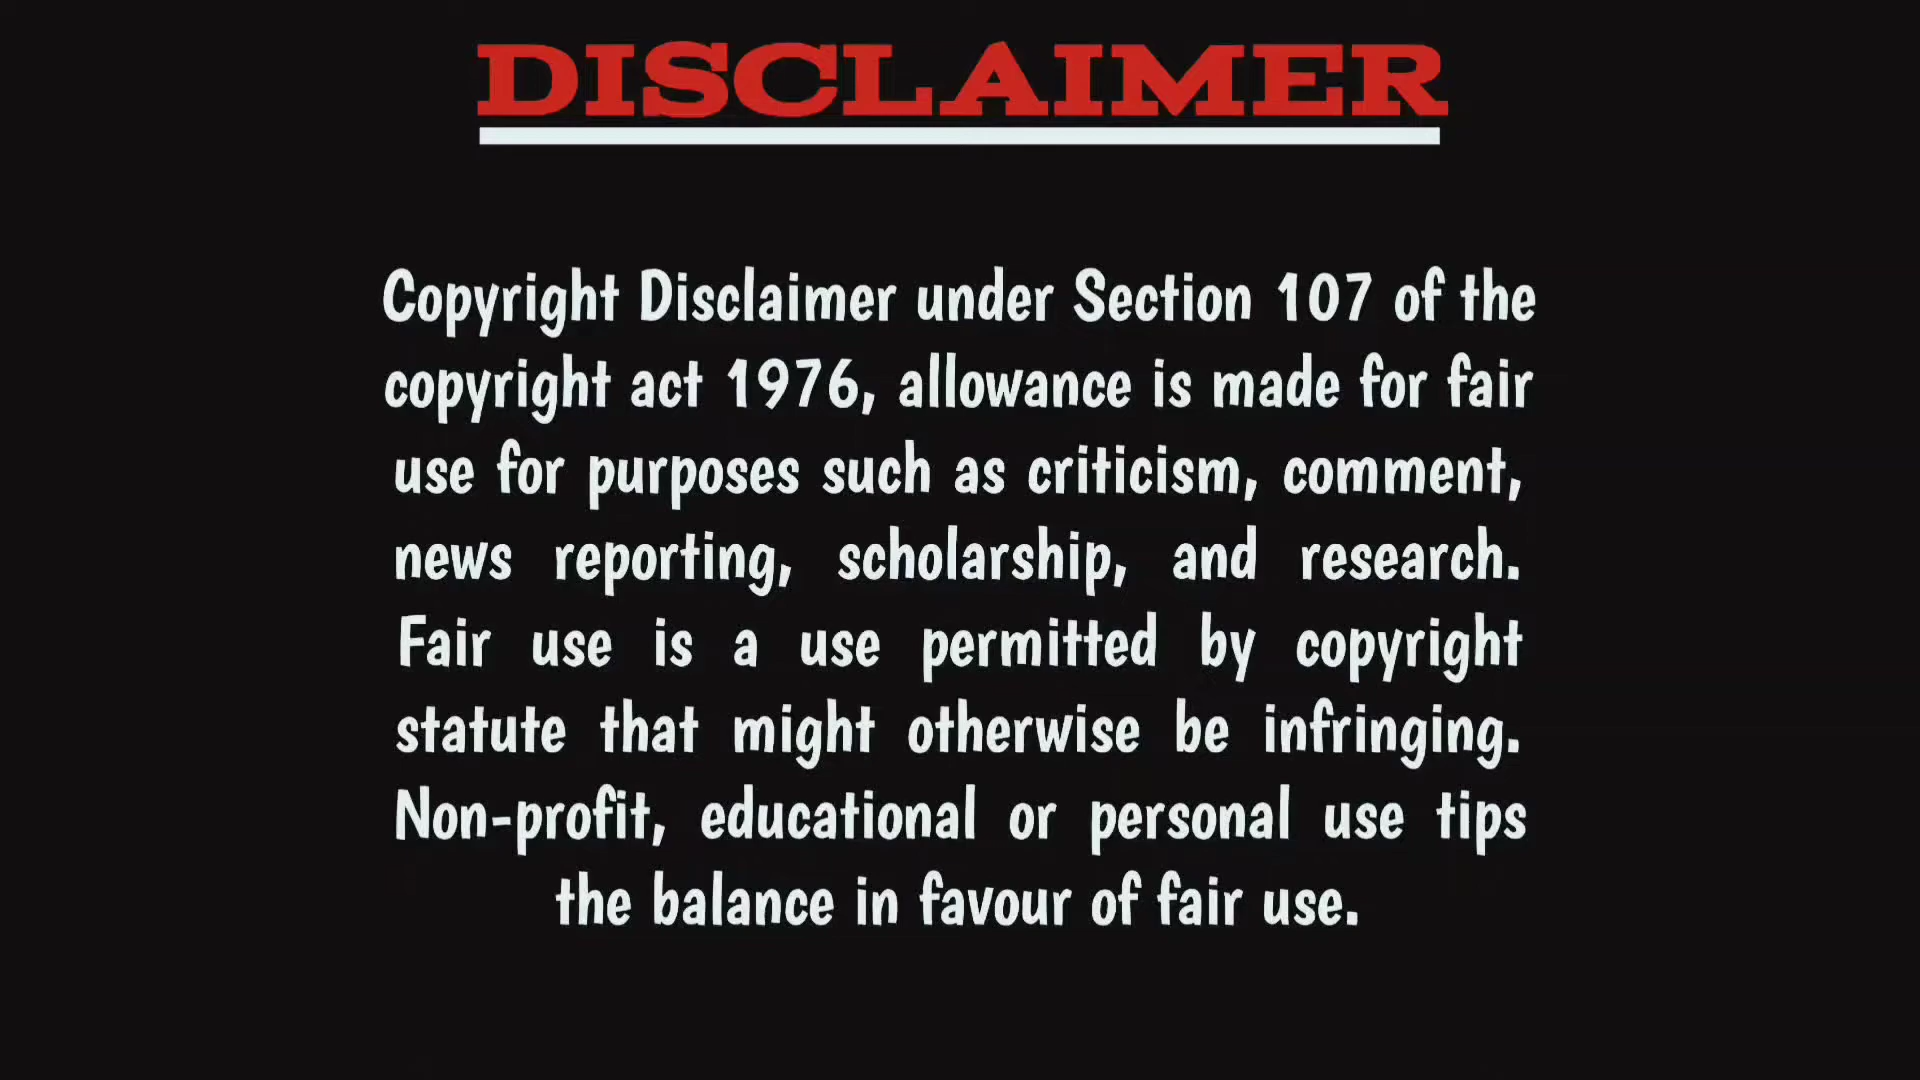 DISCLAIMER
Copyright Disclaimer under Section 107 of the
copyright act 1976, allowance is made for fair
use for purposes such as criticism, comment,
news reporting, scholarship, and research.
Fair use is a use permitted by copyright
statute that might otherwise be infringing.
Non-profit, educational or personal use tips
the balance in favour of fair use.